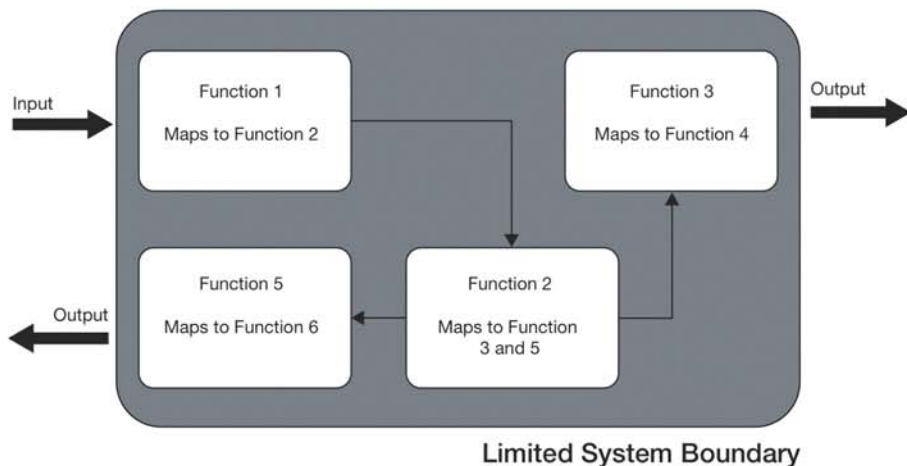 Input
Function 1
Maps to Function 2
Function 3
Maps to Function 4
Output
Output
Function 5
Maps to Function 6
Function 2
Maps to Function
3 and 5
Limited System Boundary